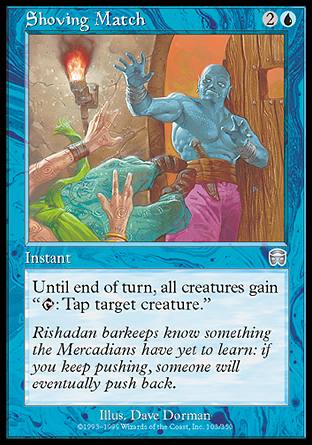 Shoving Match 2
Instant
Until end of turn, all creatures gain
“: Tap target creature.”
Rishadan barkeeps know something
the Mercadians have yet to learn: if
you keep pushing, someone will
eventually push back.
Illus. Dave Dorman
©1993–1999 Wizards of the Coast, Inc. 103/350